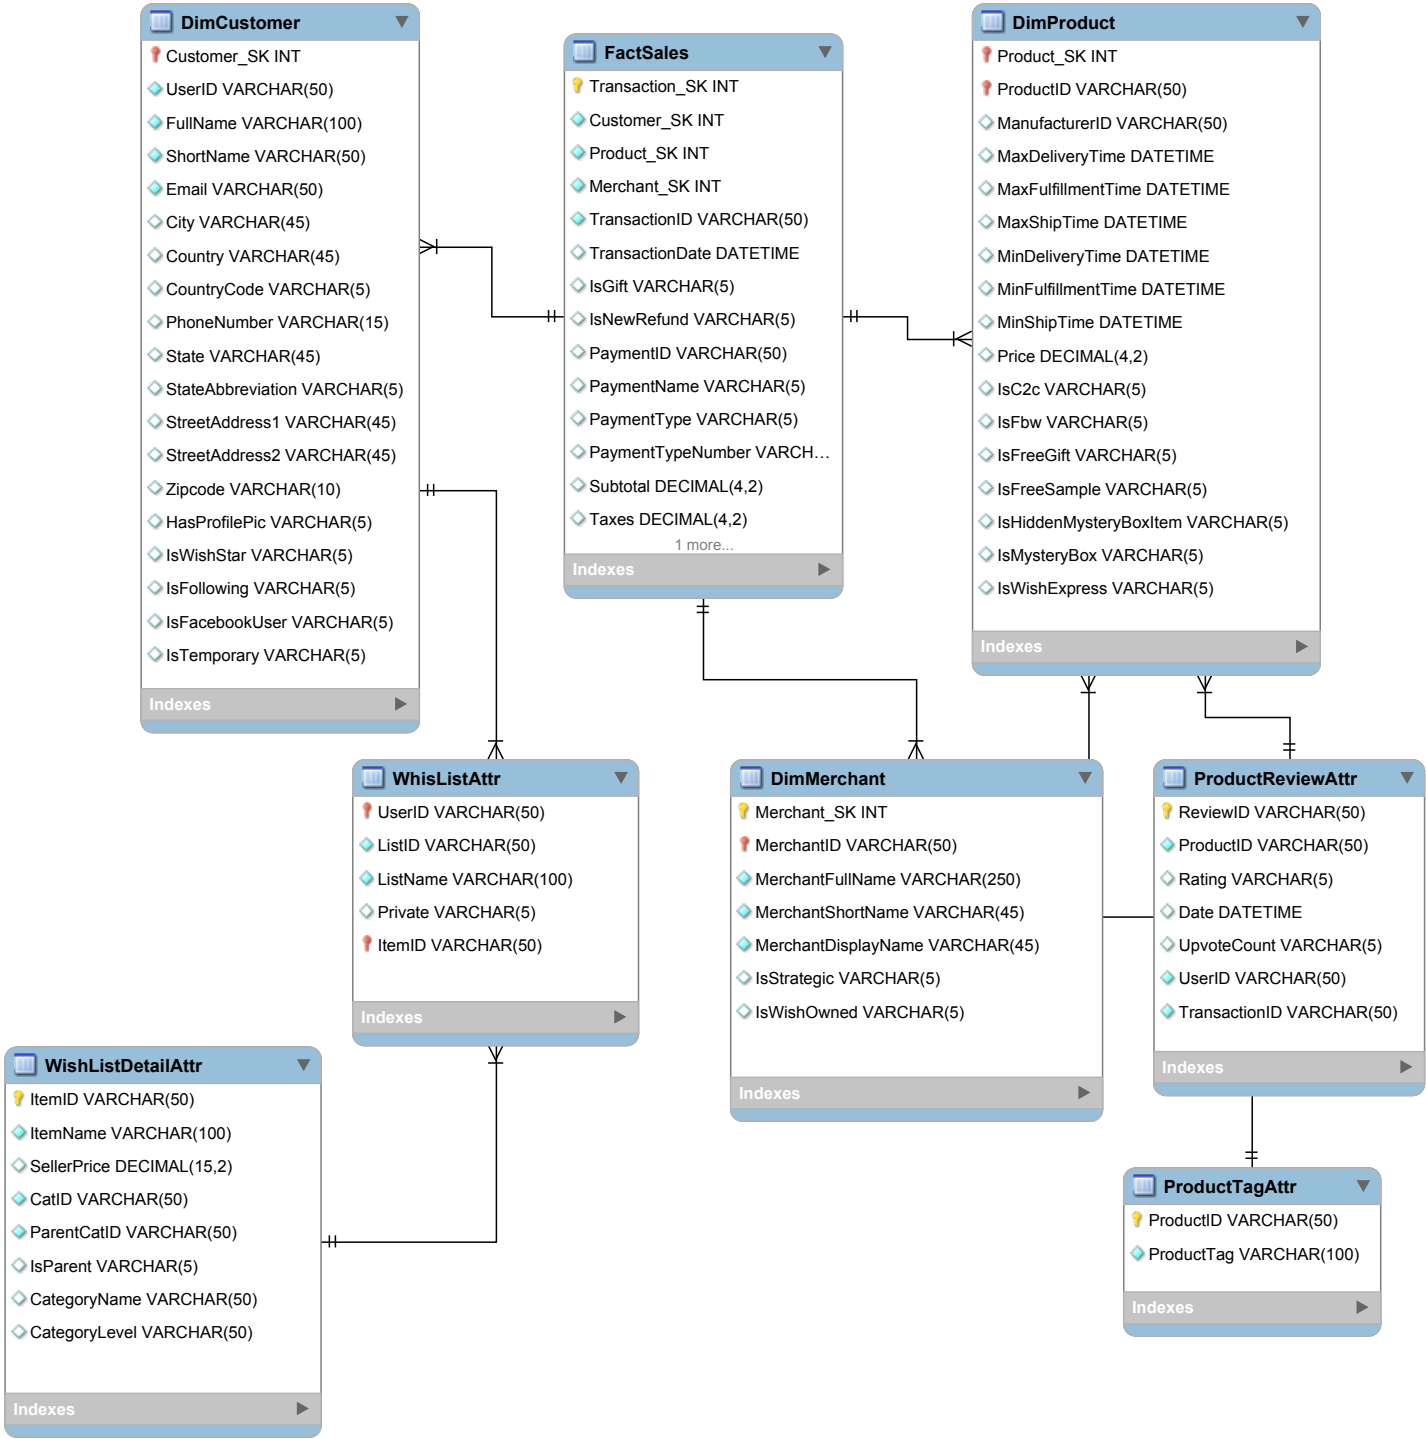 DimCustomer
Customer_SK INT
UserID VARCHAR(50)
FullName VARCHAR(100)
ShortName VARCHAR(50)
Email VARCHAR(50)
City VARCHAR(45)
Country VARCHAR(45)
CountryCode VARCHAR(5)
PhoneNumber VARCHAR(15)
State VARCHAR(45)
StateAbbreviation VARCHAR(5)
StreetAddress1 VARCHAR(45)
StreetAddress2 VARCHAR(45)
Zipcode VARCHAR(10)
HasProfilePic VARCHAR(5)
IsWishStar VARCHAR(5)
IsFollowing VARCHAR(5)
IsFacebookUser VARCHAR(5)
IsTemporary VARCHAR(5)
Indexes
FactSales
Transaction_SK INT
Customer_SK INT
Product_SK INT
Merchant_SK INT
TransactionID VARCHAR(50)
TransactionDate DATETIME
IsGift VARCHAR(5)
IsNewRefund VARCHAR(5)
PaymentID VARCHAR(50)
PaymentName VARCHAR(5)
PaymentType VARCHAR(5)
PaymentTypeNumber VARCH...
Subtotal DECIMAL(4,2)
Taxes DECIMAL(4,2)
1 more...
Indexes
DimProduct
Product_SK INT
ProductID VARCHAR(50)
ManufacturerID VARCHAR(50)
MaxDeliveryTime DATETIME
MaxFulfillmentTime DATETIME
MaxShipTime DATETIME
MinDeliveryTime DATETIME
MinFulfillmentTime DATETIME
MinShipTime DATETIME
Price DECIMAL(4,2)
IsC2c VARCHAR(5)
IsFbw VARCHAR(5)
IsFreeGift VARCHAR(5)
IsFreeSample VARCHAR(5)
IsHiddenMysteryBoxItem VARCHAR(5)
IsMysteryBox VARCHAR(5)
IsWishExpress VARCHAR(5)
Indexes
WhisListAttr
UserID VARCHAR(50)
ListID VARCHAR(50)
ListName VARCHAR(100)
Private VARCHAR(5)
ItemID VARCHAR(50)
Indexes
DimMerchant
Merchant_SK INT
MerchantID VARCHAR(50)
MerchantFullName VARCHAR(250)
MerchantShortName VARCHAR(45)
MerchantDisplayName VARCHAR(45)
IsStrategic VARCHAR(5)
IsWishOwned VARCHAR(5)
Indexes
ProductReviewAttr
ReviewID VARCHAR(50)
ProductID VARCHAR(50)
Rating VARCHAR(5)
Date DATETIME
UpvoteCount VARCHAR(5)
UserID VARCHAR(50)
TransactionID VARCHAR(50)
Indexes
WishListDetailAttr
ItemID VARCHAR(50)
ItemName VARCHAR(100)
SellerPrice DECIMAL(15,2)
CatID VARCHAR(50)
ParentCatID VARCHAR(50)
IsParent VARCHAR(5)
CategoryName VARCHAR(50)
CategoryLevel VARCHAR(50)
Indexes
ProductTagAttr
ProductID VARCHAR(50)
ProductTag VARCHAR(100)
Indexes